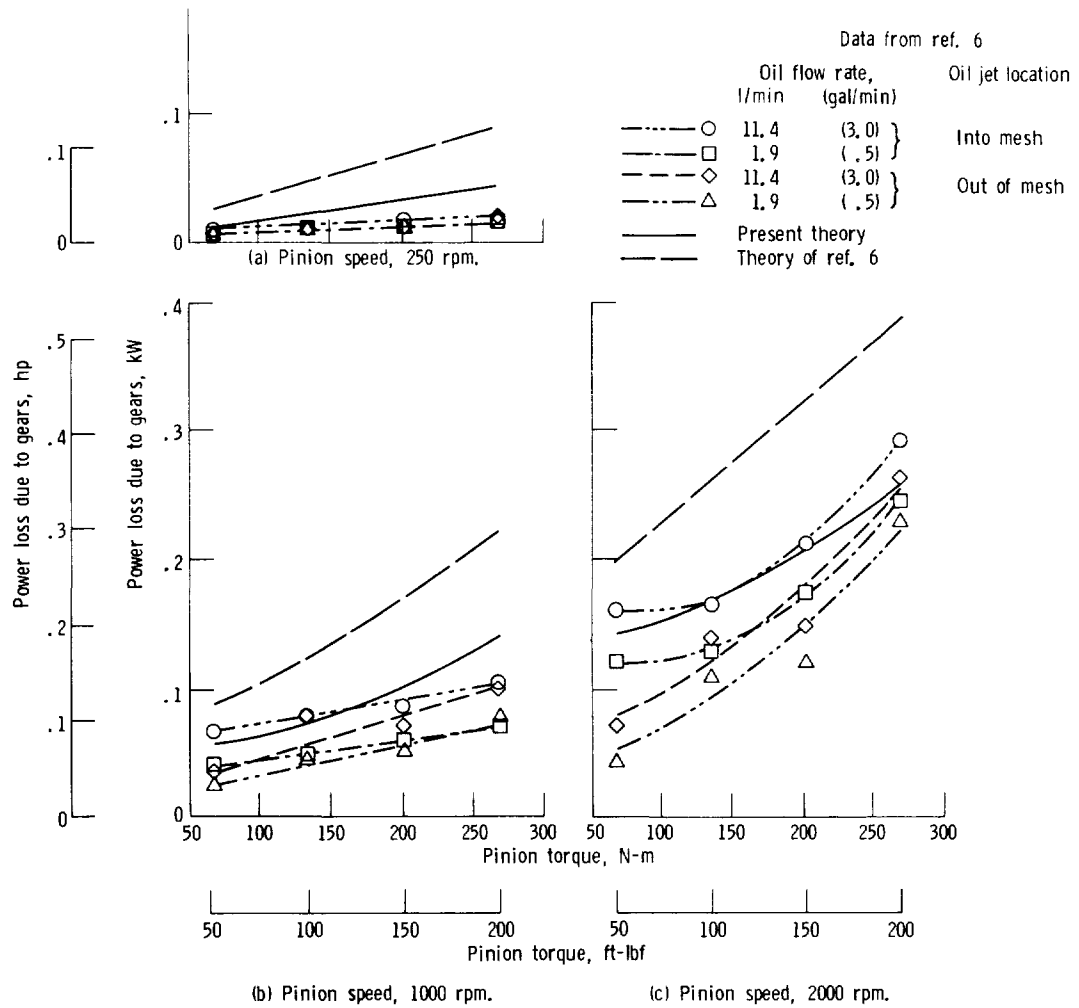 Data from ref. 6
Oil flow rate, Oil jet location
l/min (gal/min)
11.4 (3.0)
1.9 (.5)
Into mesh
11.4 (3.0)
1.9 (.5)
Out of mesh
Present theory
Theory of ref. 6
.1
0
.1
0
(a) Pinion speed, 250 rpm.
Power loss due to gears, hp
.5
.4
.3
.2
.1
0
Power loss due to gears, kW
.4
.3
.2
.1
0
50 100 150 200 250 300
50 100 150 200 250 300
Pinion torque, N-m
50 100 150 200
50 100 150 200
Pinion torque, ft-lbf
(b) Pinion speed, 1000 rpm.
(c) Pinion speed, 2000 rpm.